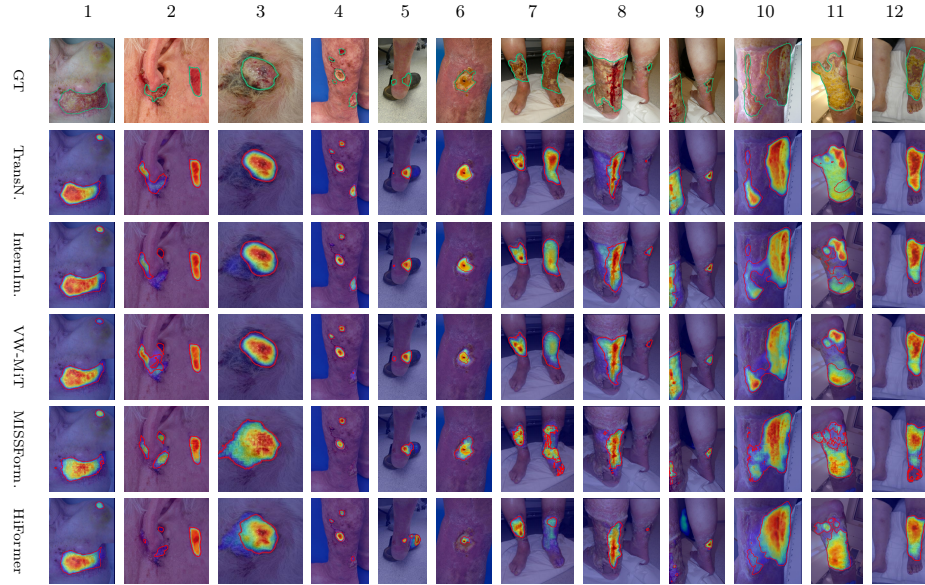 1 2 3 4 5 6 7 8 9 10 11 12
GT
TransN.
InternIm.
VW-MiT
MISSForm.
HiFormer